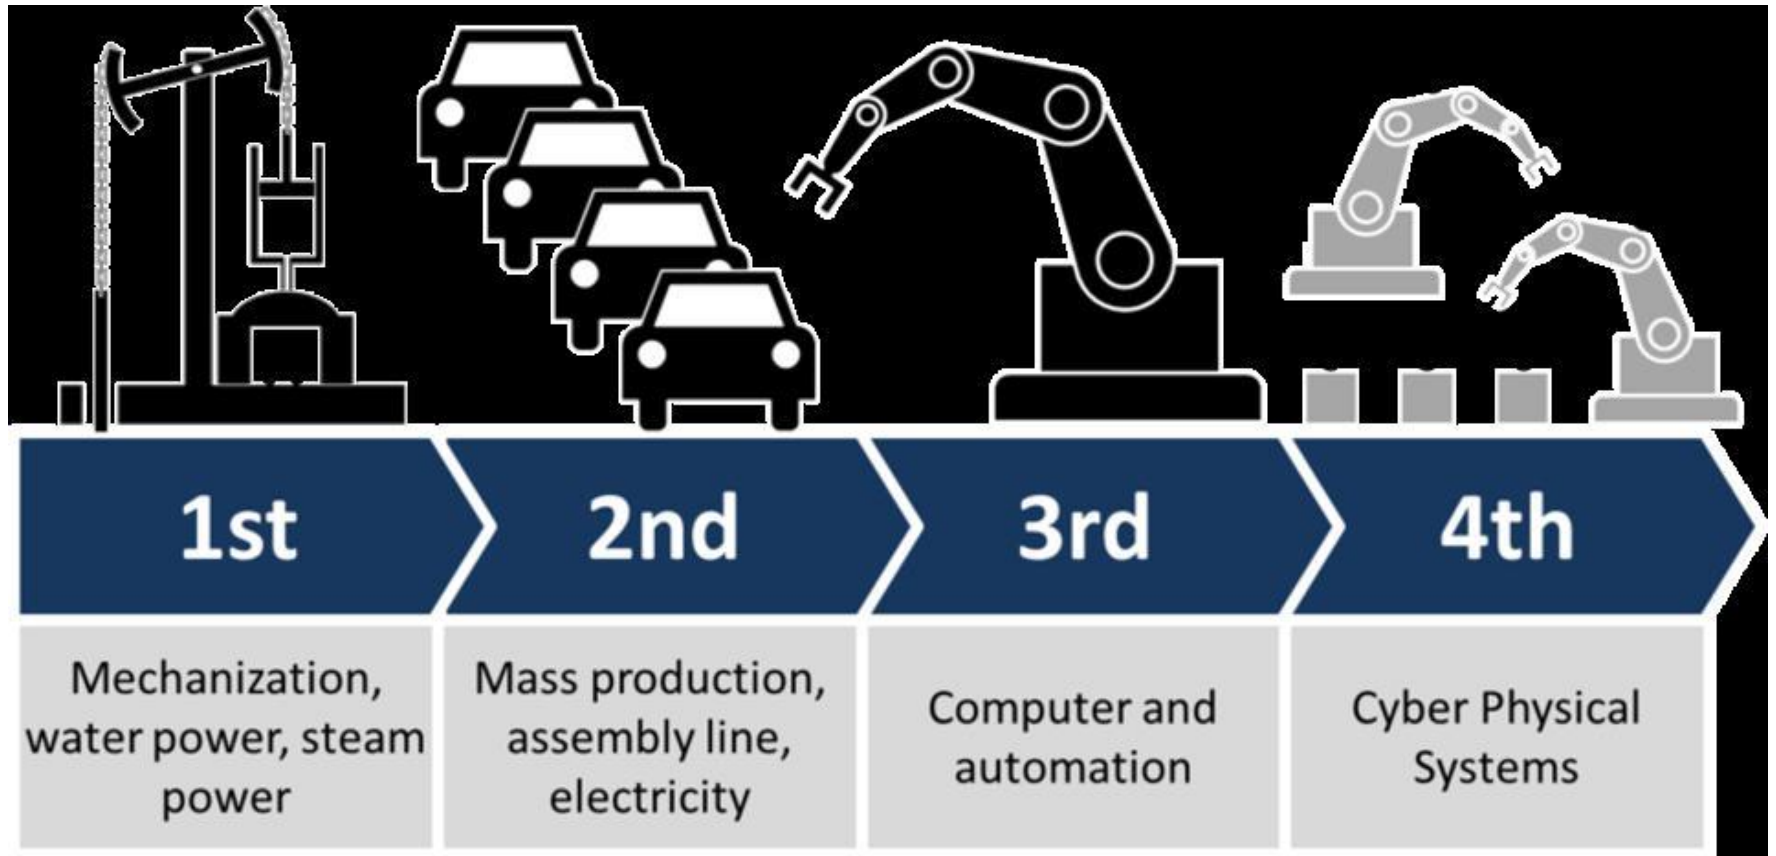 1st
2nd
3rd
4th
Mechanization,
water power, steam
power
Mass production,
assembly line,
electricity
Computer and
automation
Cyber Physical
Systems